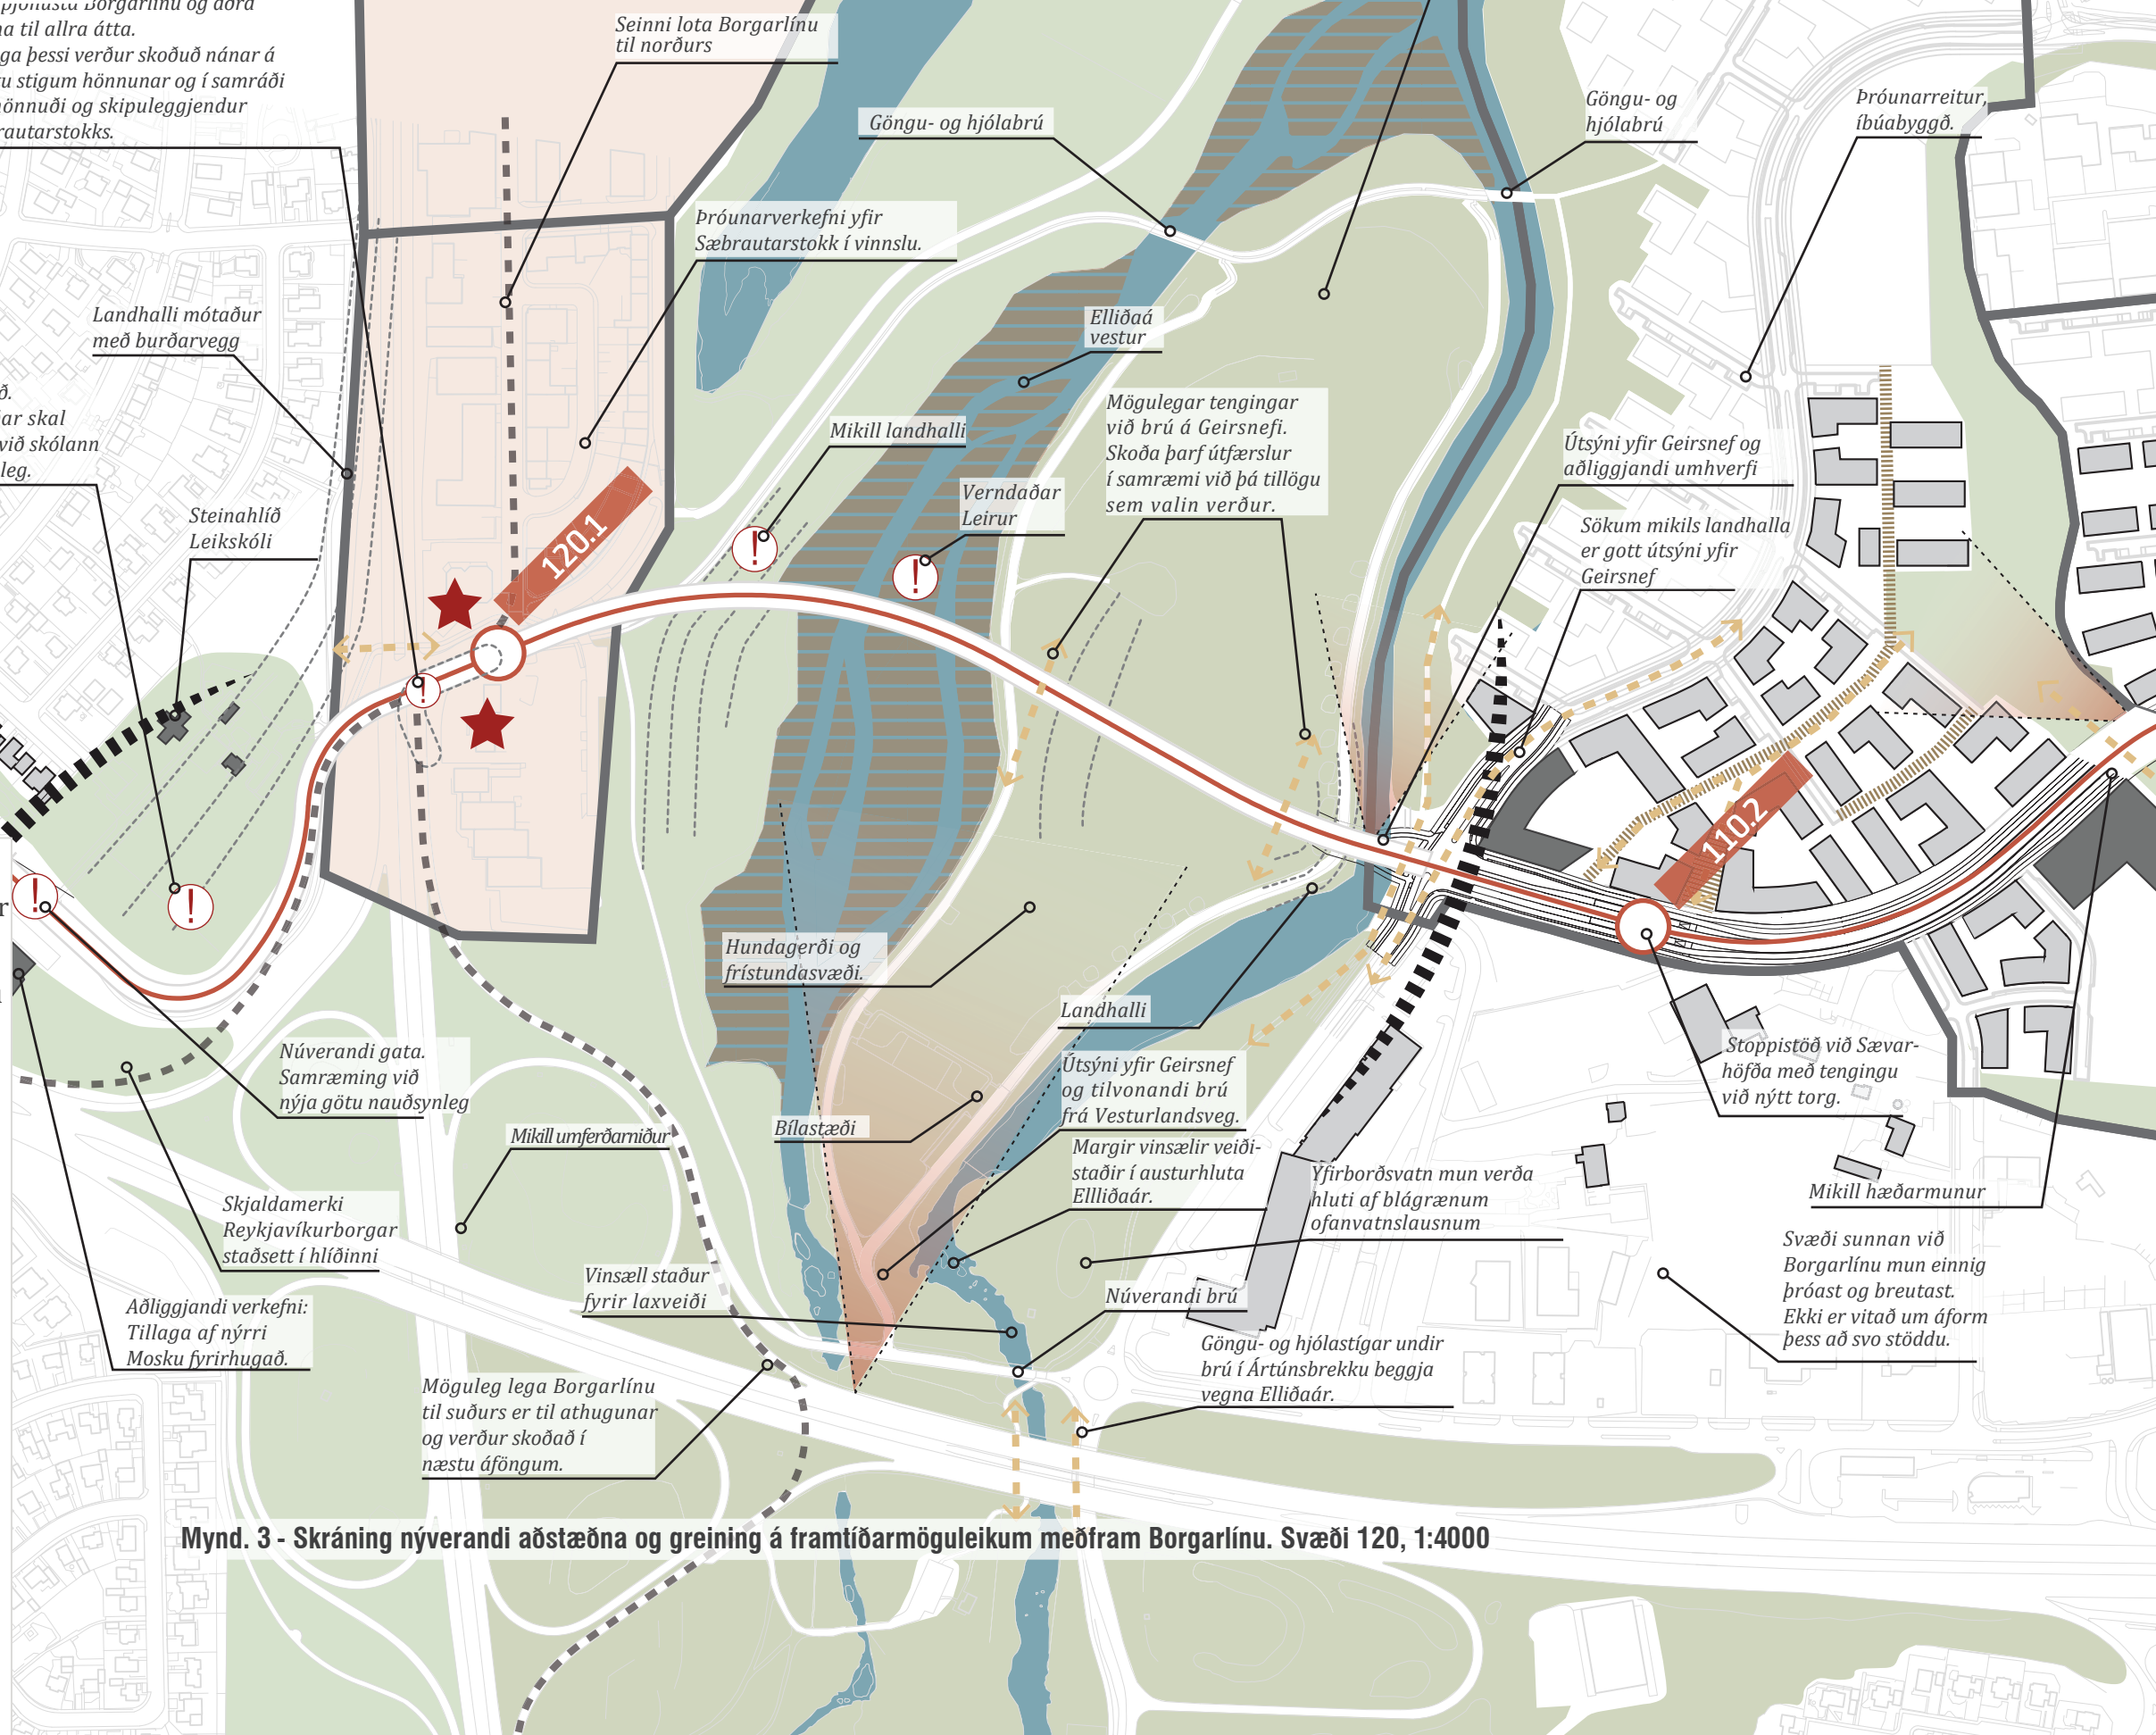 þjónusta Borgarlínu og aðra
til allra átta.
þessi verður skoðuð nánar á
stigum hönnunar og í samráði
hönnuði og skipuleggjendur
Seinni lota Borgarlínu
til norðurs
Göngu- og hjólabrú
Göngu- og
hjólabrú
Þróunarreitur,
íbúabyggð.
Þróunarverkefni yfir
Sæbrautarstokk í vinnslu.
Landhalli mótaður
með burðarvegg
skal
við skólann
Steinahlíð
Leikskóli
Elliðaá
vestur
Mikill landhalli
Verndaðar
Leirur
Mögulegar tengingar
við brú á Geirsnefi.
Skoða þarf útfærslur
í samræmi við þá tillögu
sem valin verður.
Útsýni yfir Geirsnef og
aðliggjandi umhverfi
Sökum mikils landhalla
er gott útsýni yfir
Geirsnef
120.1
110.2
!
!
!
!
!
Hundagerði og
frístundasvæði.
Landhalli
Núverandi gata.
Samræming við
nýja götu nauðsynleg
Útsýni yfir Geirsnef
og tilvonandi brú
frá Vesturlandsveg.
Stoppistöð við Sævar-
höfða með tengingu
við nýtt torg.
Bílastæði
Mikill umferðarniður
Margir vinsælir veiði-
staðir í austurhluta
Ellliðaár.
Yfirborðsvatn mun verða
hluti af blágrænum
ofanvatnslausnum
Mikill hæðarmunur
Skjaldamerki
Reykjavíkurborgar
staðsett í hlíðinni
Svæði sunnan við
Borgarlínu mun einnig
þróast og breutast.
Ekki er vitað um áform
þess að svo stöddu.
Vinsæll staður
fyrir laxveiði
Núverandi brú
Aðliggjandi verkefni:
Tillaga af nýrri
Mosku fyrirhugað.
Göngu- og hjólastígar undir
brú í Ártúnsbrekku beggja
vegna Elliðaár.
Möguleg lega Borgarlínu
til suðurs er til athugunar
og verður skoðað í
næstu áföngum.
Mynd. 3 - Skráning nýverandi aðstæðna og greining á framtíðarmöguleikum meðfram Borgarlínu. Svæði 120, 1:4000